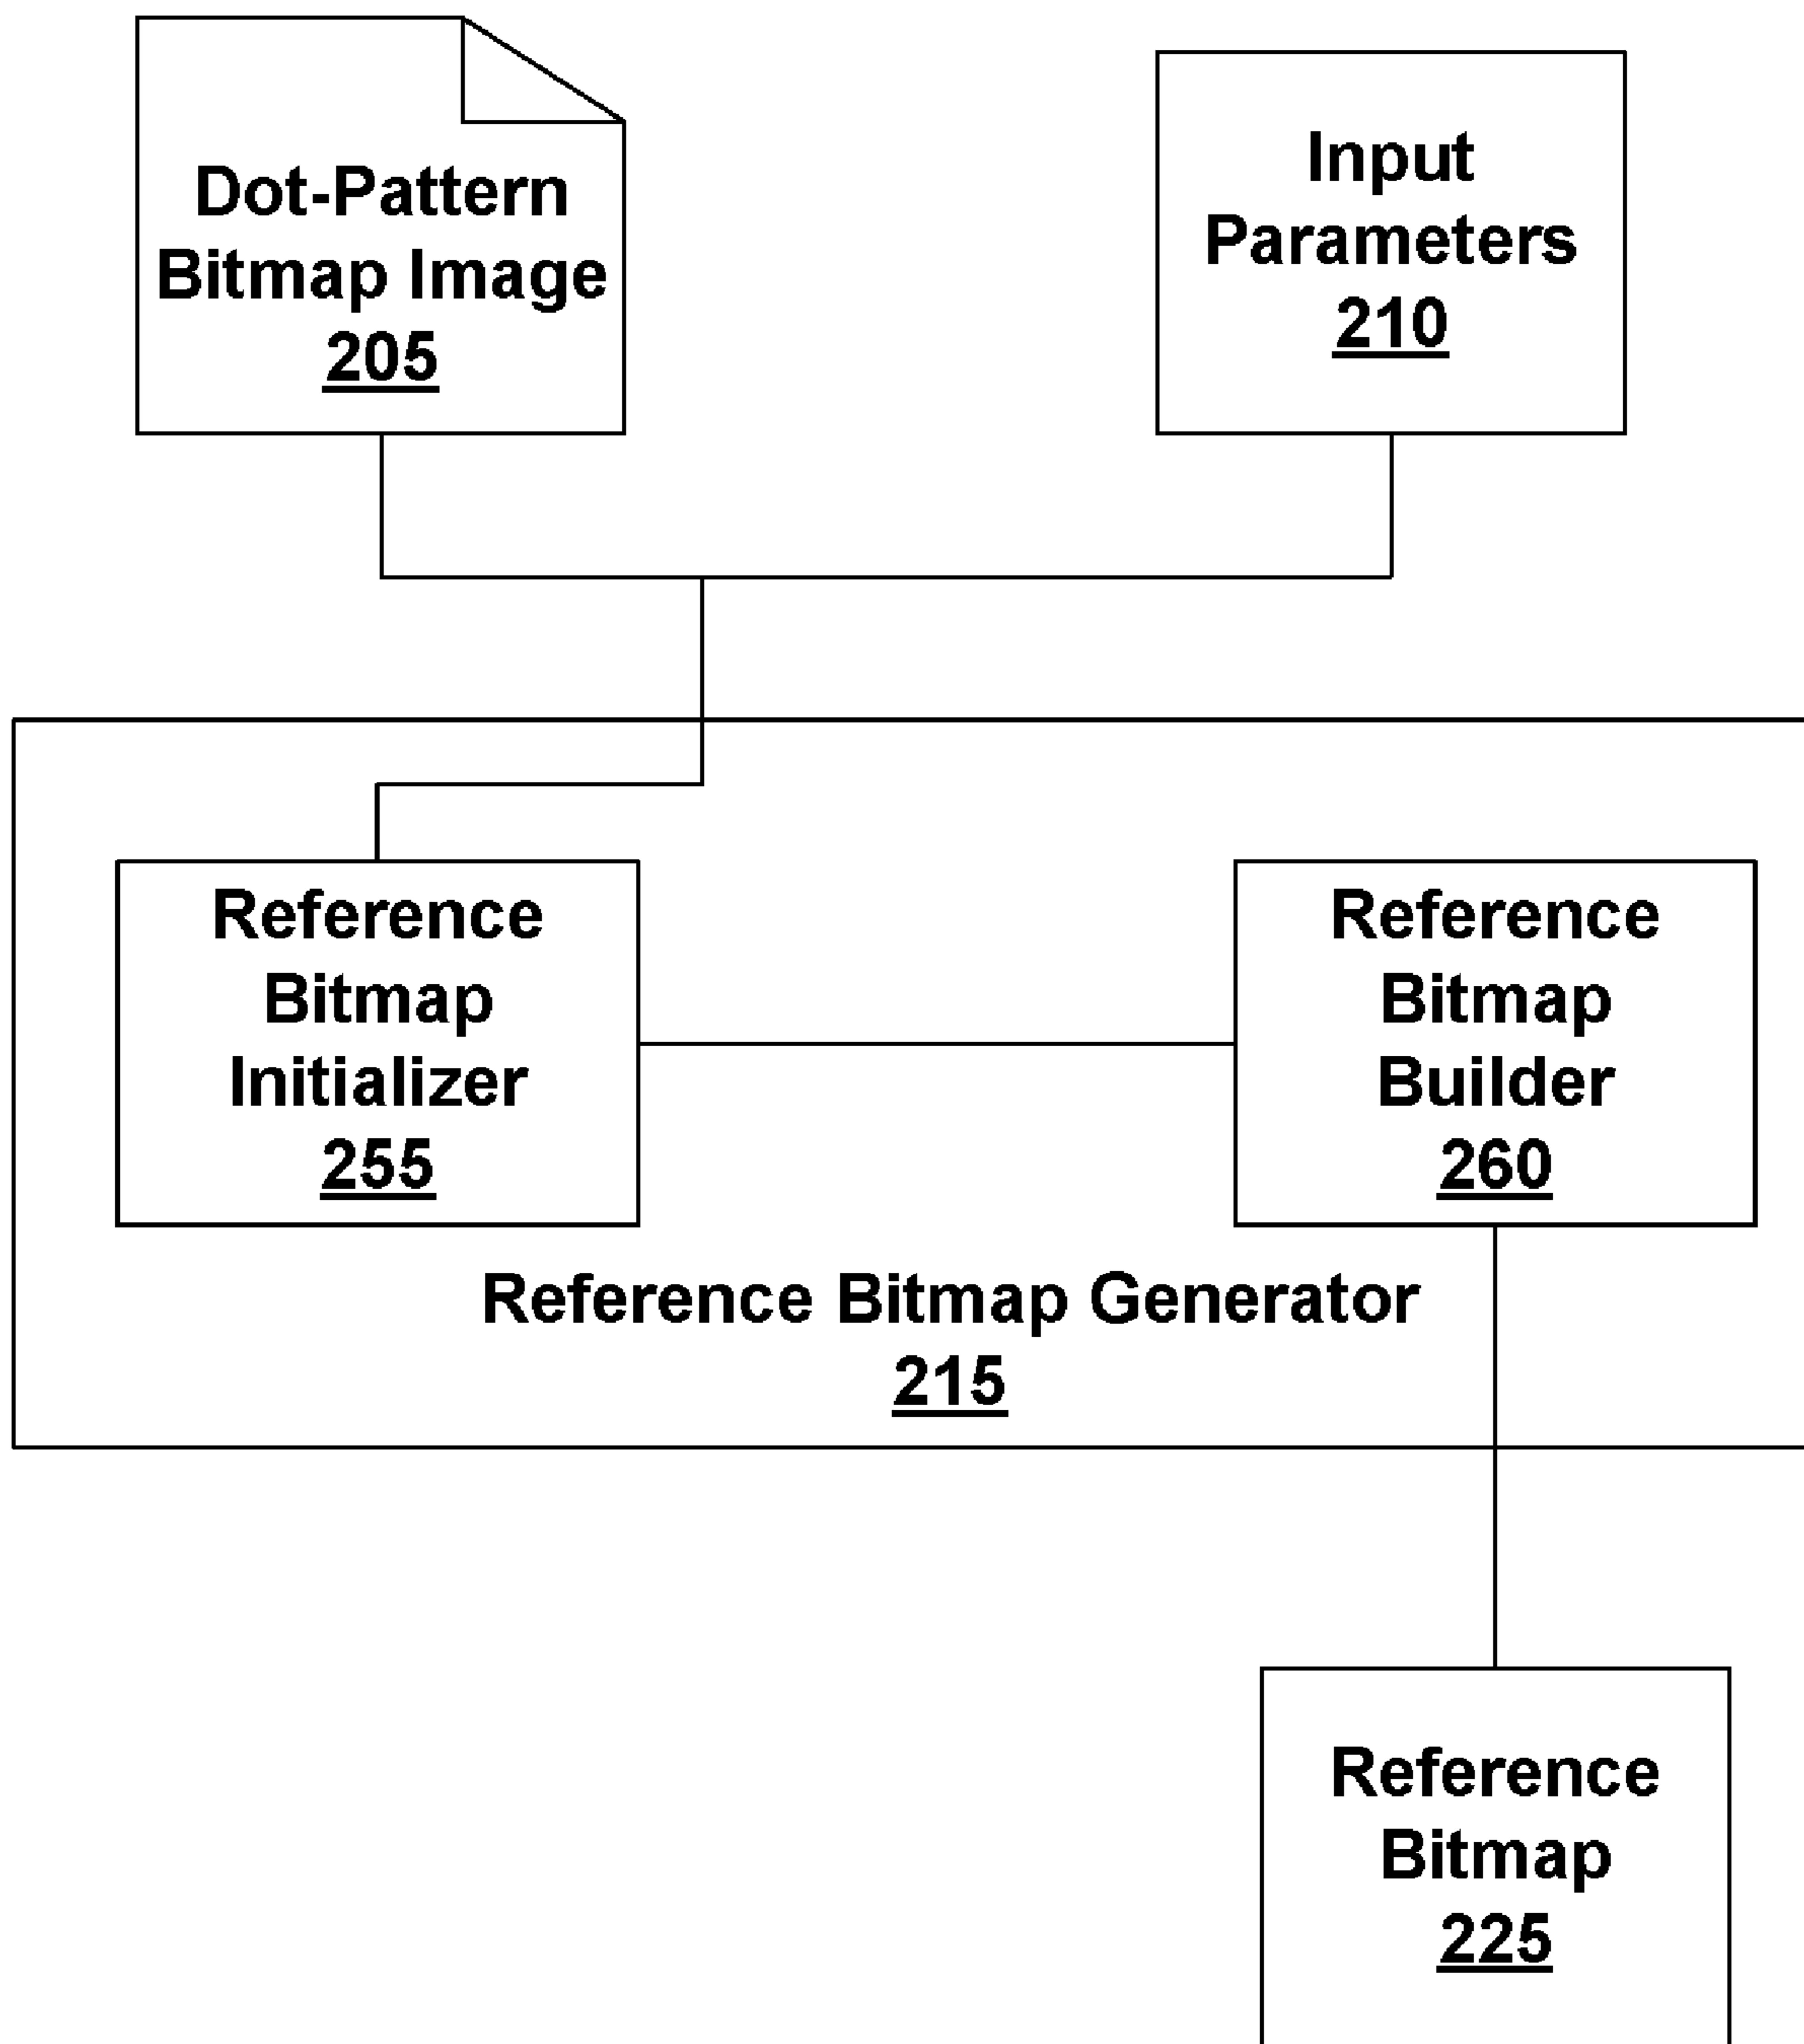 Dot-Pattern
Bitmap Image
205
Input
Parameters
210
Reference
Bitmap
Initializer
255
Reference
Bitmap
Builder
260
Reference Bitmap Generator
215
Reference
Bitmap
225